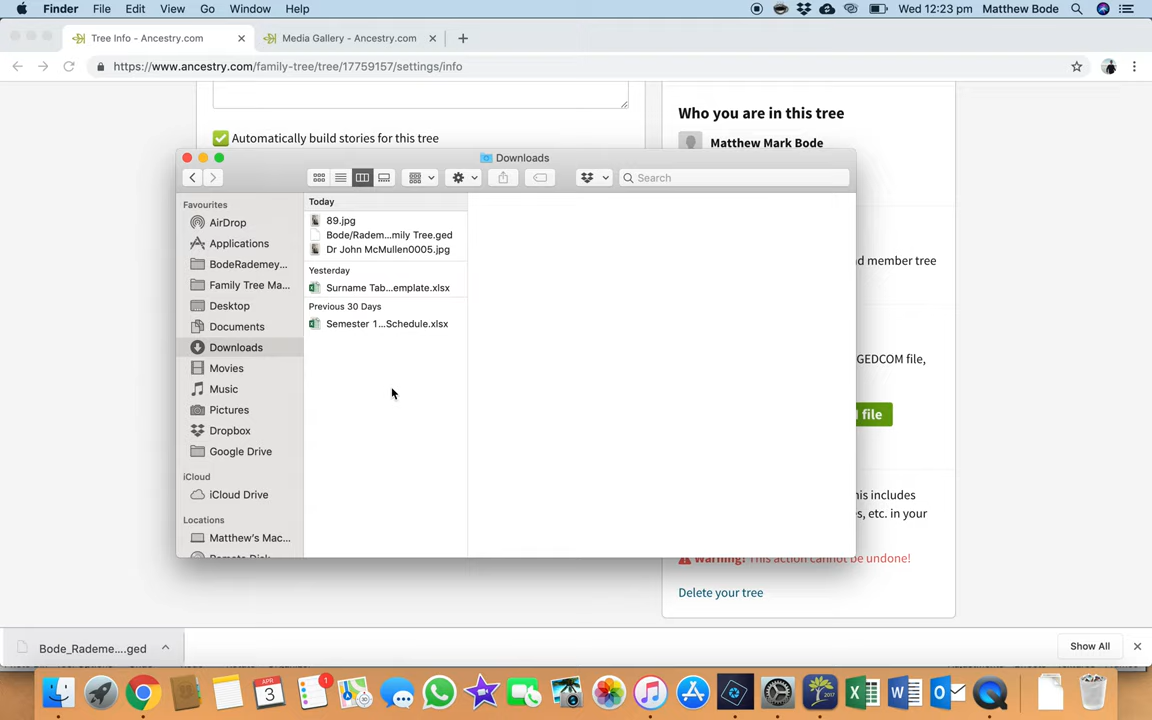 Finder File Edit View Go Window Help Wed 12:23 pm Matthew Bode
Tree Info - Ancestry.com Media Gallery - Ancestry.com
https://www.ancestry.com/family-tree/tree/17759157/settings/info
Who you are in this tree
Automatically build stories for this tree
Matthew Mark Bode
Downloads
Search
Favourites
AirDrop
Applications
BodeRademey...
Family Tree Ma...
Desktop
Documents
Downloads
Movies
Music
Pictures
Dropbox
Google Drive
iCloud
iCloud Drive
Locations
Matthew's Mac...
Remote Disk
Today
89.jpg
Bode/Radem...mily Tree.ged
Dr John McMullen0005.jpg
Yesterday
Surname Tab...emplate.xlsx
Previous 30 Days
Semester 1...Schedule.xlsx
d member tree
GEDCOM file,
file
his includes
s, etc. in your
Warning! This action cannot be undone!
Delete your tree
Bode_Rademe....ged
Show All
APR
3
1
2017